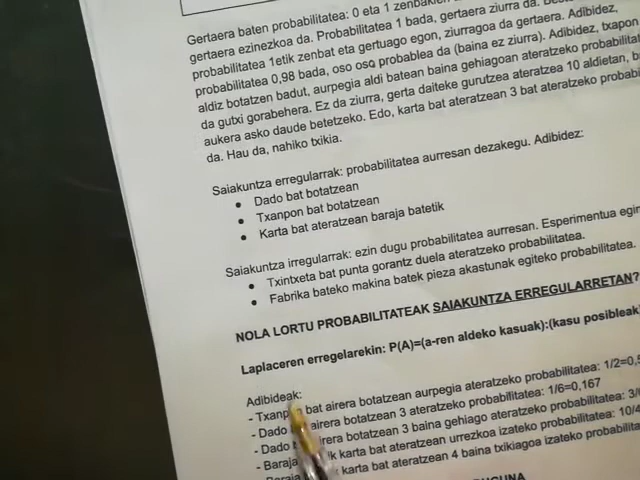 Gertaera baten probabilitatea: 0 eta 1 zenbakien
gertaera ezinezkoa da. Probabilitatea 1 bada, gertaera ziurra da.
probabilitatea 1etik zenbat eta gertuago egon, ziurragoa da gertaera. Adibidez,
probabilitatea 0,98 bada, oso oso probablea da (baina ez ziurra). Adibidez, txapon
aldiz botatzen badut, aurpegia aldi batean baina gehiagoan ateratzeko
da gutxi gorabehera. Ez da ziurra, gerta daiteke gurutzea ateratzea 10 aldietan,
aukera asko daude betetzeko. Edo, karta bat ateratzean 3 bat ateratzeko
da. Hau da, nahiko txikia.
Saiakuntza erregularrak: probabilitatea aurresan dezakegu. Adibidez:
● Dado bat botatzean
● Txanpon bat botatzean
● Karta bat ateratzean baraja batetik
Saiakuntza irregularrak: ezin dugu probabilitatea aurresan. Esperimentua egin
● Txintxeta bat punta gorantz duela ateratzeko probabilitatea.
● Fabrika bateko makina batek pieza akastunak egiteko probabilitatea.
NOLA LORTU PROBABILITATEAK SAIAKUNTZA ERREGULARRETAN?
Laplaceren erregelarekin: P(A)=(a-ren aldeko kasuak):(kasu posibleak
Adibideak:
- bat airera botatzean aurpegia ateratzeko probabilitatea: 1/2=0,5
- Dado airera botatzean 3 ateratzeko probabilitatea: 1/6=0,167
- Dado botatzean 3 baina gehiago ateratzeko probabilitatea:
- karta bat ateratzean urrezkoa izateko probabilitatea:
karta bat ateratzean 4 baina txikiagoa izateko